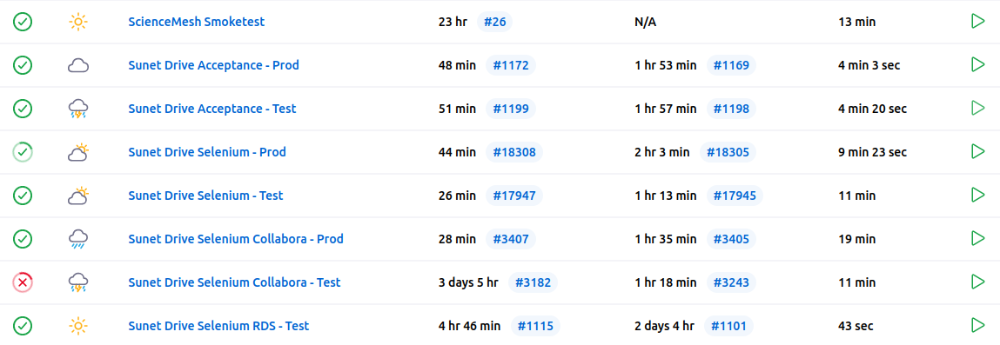 ScienceMesh Smoketest 23 hr #26 N/A 13 min
Sunet Drive Acceptance - Prod 48 min #1172 1 hr 53 min #1169 4 min 3 sec
Sunet Drive Acceptance - Test 51 min #1199 1 hr 57 min #1198 4 min 20 sec
Sunet Drive Selenium - Prod 44 min #18308 2 hr 3 min #18305 9 min 23 sec
Sunet Drive Selenium - Test 26 min #17947 1 hr 13 min #17945 11 min
Sunet Drive Selenium Collabora - Prod 28 min #3407 1 hr 35 min #3405 19 min
Sunet Drive Selenium Collabora - Test 3 days 5 hr #3182 1 hr 18 min #3243 11 min
Sunet Drive Selenium RDS - Test 4 hr 46 min #1115 2 days 4 hr #1101 43 sec